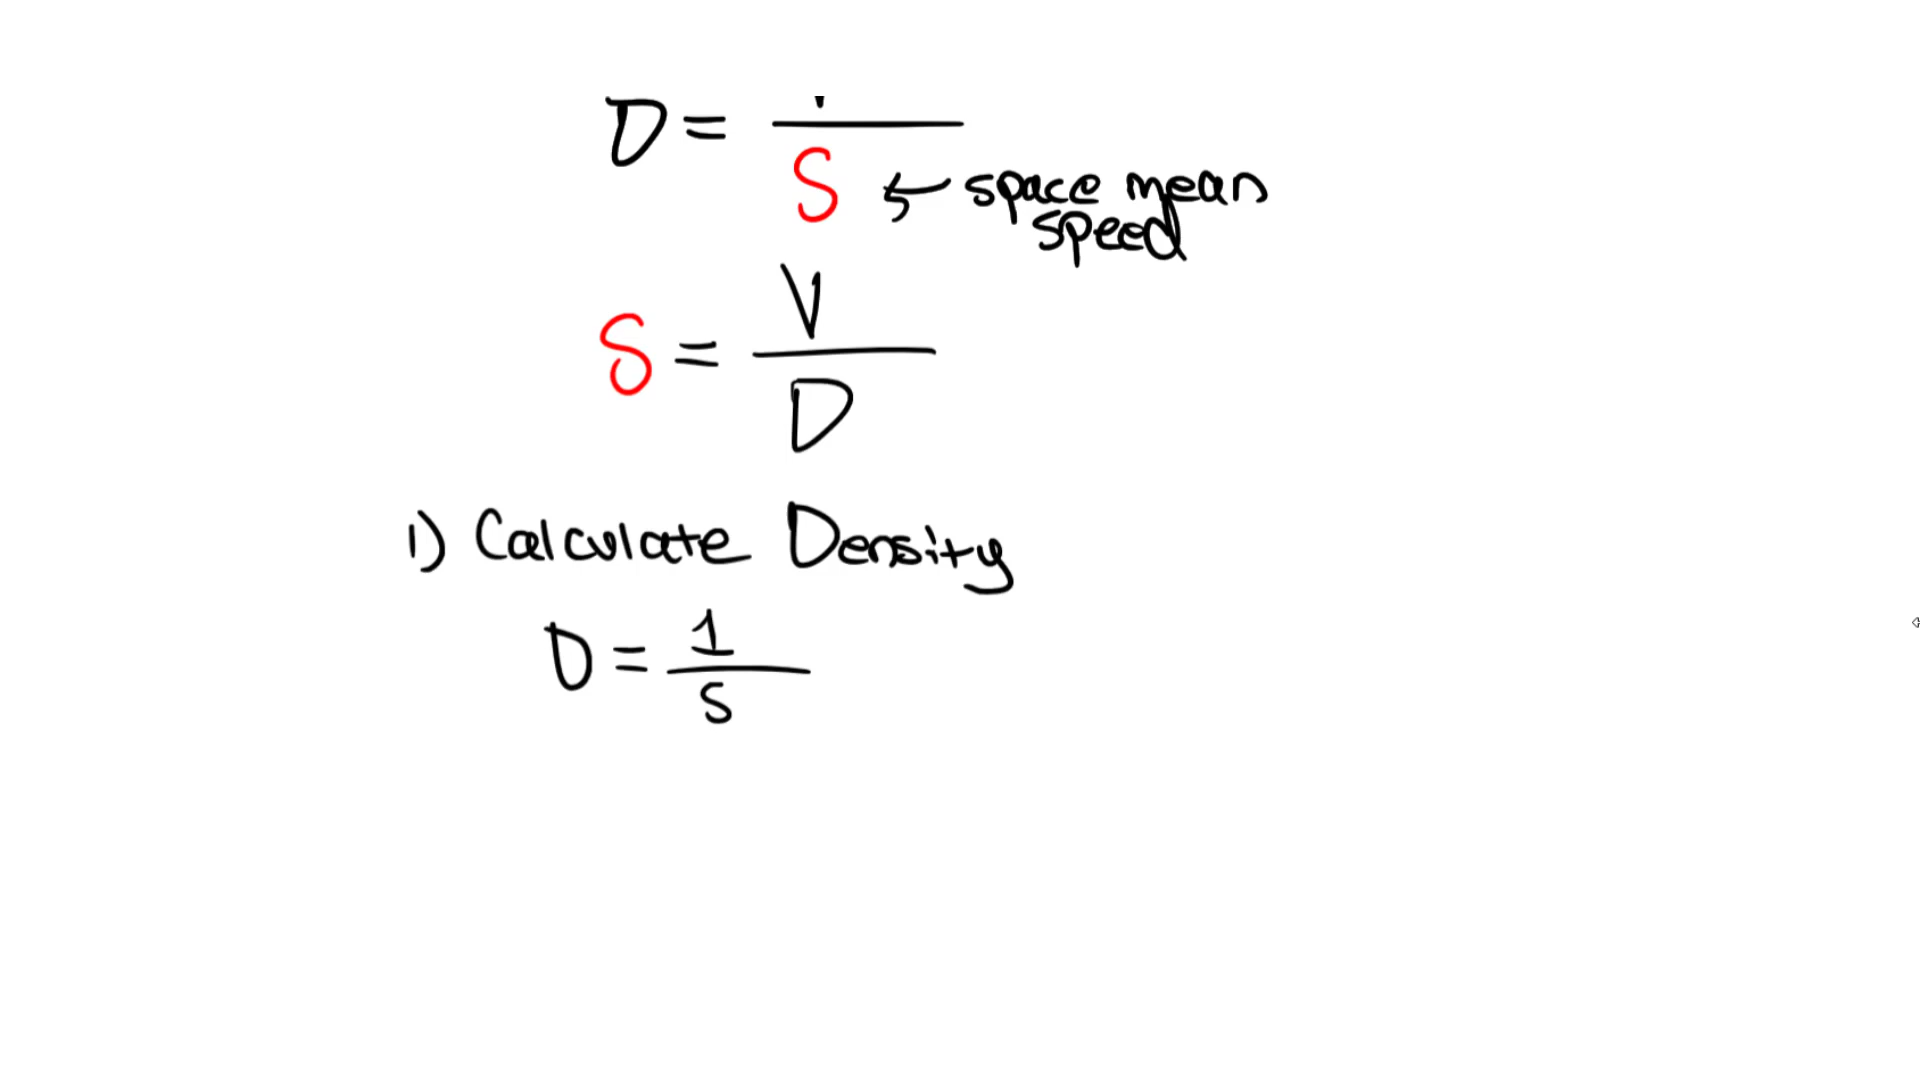 D =
S ← space mean
speed
S = V / D
1) Calculate Density
D = 1 / s